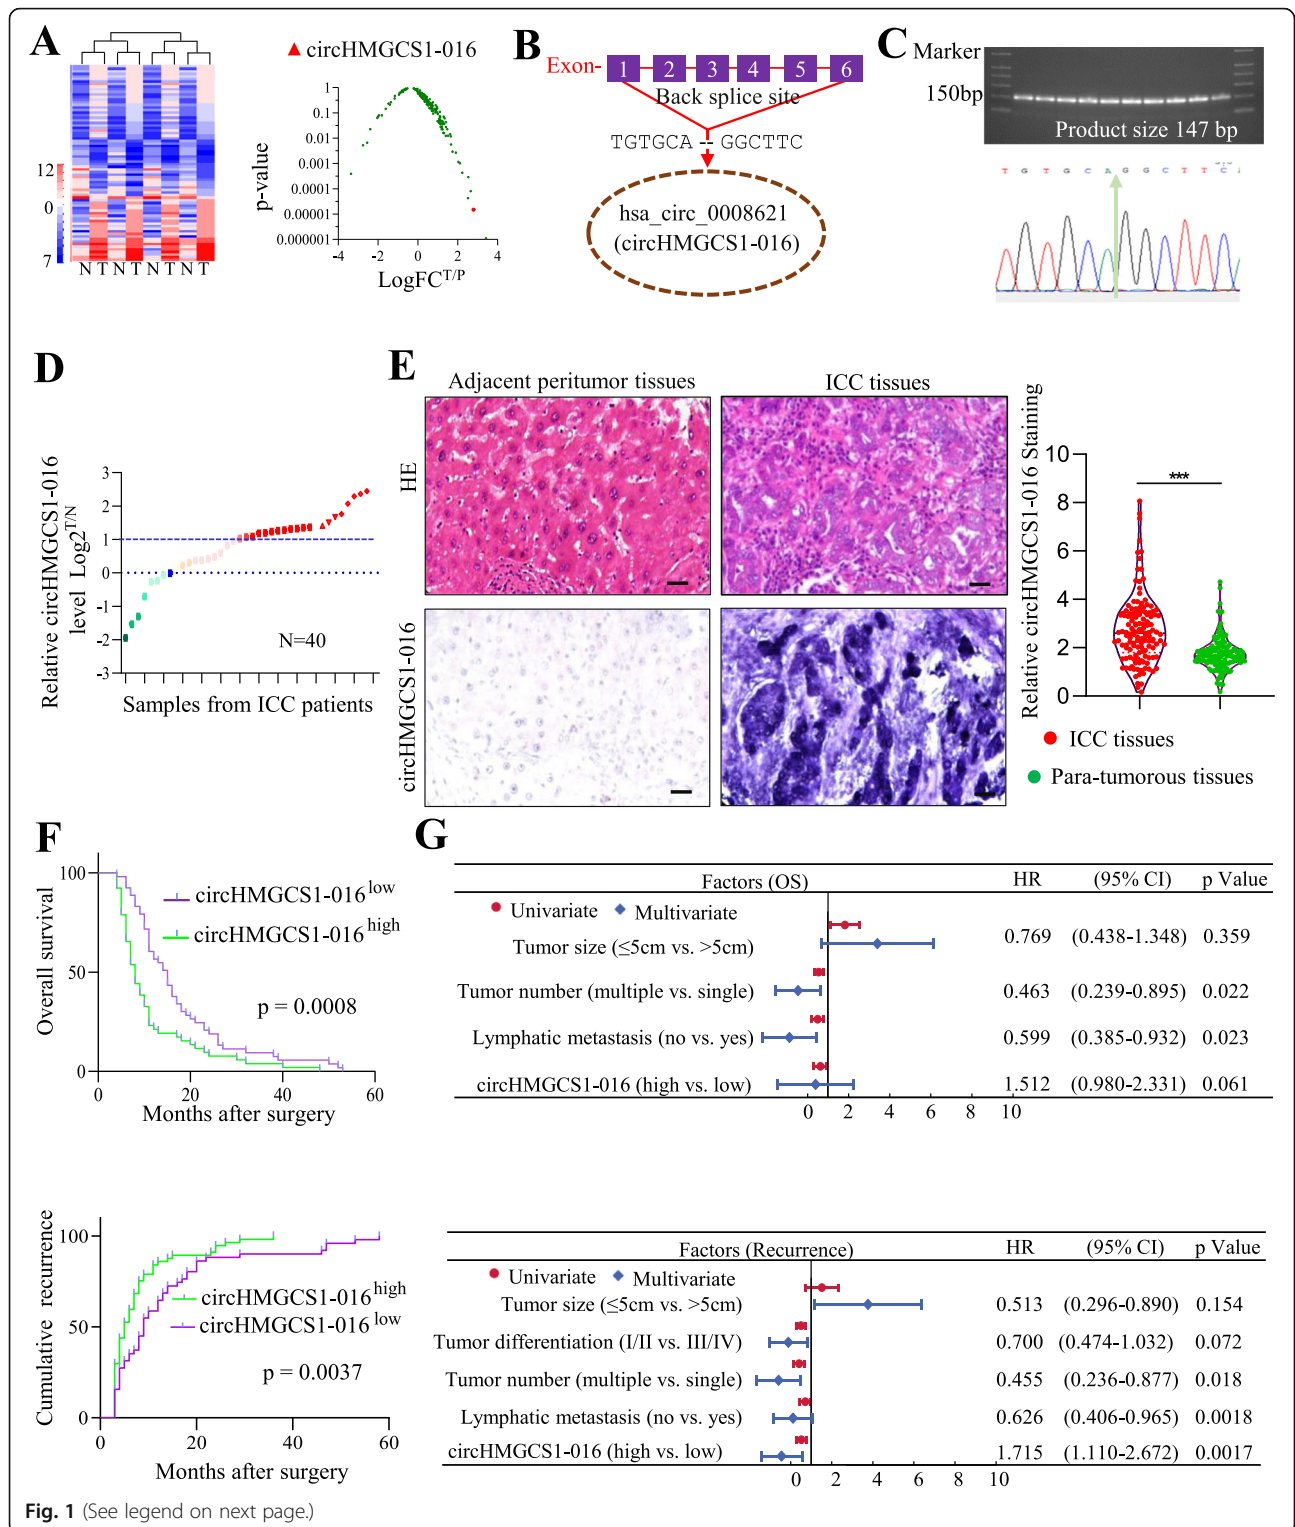 A
12
0
7
N T N T N T N T
▲ circHMGCS1-016
p-value
1
0.1
0.01
0.001
0.0001
0.00001
0.000001
-4 -2 0 2 4
LogFC^T/P
B
Exon- 1 2 3 4 5 6
Back splice site
TGTGCA -- GGCTTC
hsa_circ_0008621
(circHMGCS1-016)
C
Marker
150bp
Product size 147 bp
T G T G C A G G C T T C
D
Relative circHMGCS1-016
level Log2^T/N
3
2
1
0
-1
-2
-3
N=40
Samples from ICC patients
E
Adjacent peritumor tissues ICC tissues
HE
circHMGCS1-016
Relative circHMGCS1-016 Staining
10
8
6
4
2
0
***
ICC tissues
Para-tumorous tissues
F
Overall survival
100
50
0
circHMGCS1-016^low
circHMGCS1-016^high
p = 0.0008
0 20 40 60
Months after surgery
Cumulative recurrence
100
50
0
circHMGCS1-016^high
circHMGCS1-016^low
p = 0.0037
0 20 40 60
Months after surgery
G
Factors (OS) HR (95% CI) p Value
Univariate Multivariate
Tumor size (≤5cm vs. >5cm) 0.769 (0.438-1.348) 0.359
Tumor number (multiple vs. single) 0.463 (0.239-0.895) 0.022
Lymphatic metastasis (no vs. yes) 0.599 (0.385-0.932) 0.023
circHMGCS1-016 (high vs. low) 1.512 (0.980-2.331) 0.061
0 2 4 6 8 10
Factors (Recurrence) HR (95% CI) p Value
Univariate Multivariate
Tumor size (≤5cm vs. >5cm) 0.513 (0.296-0.890) 0.154
Tumor differentiation (I/II vs. III/IV) 0.700 (0.474-1.032) 0.072
Tumor number (multiple vs. single) 0.455 (0.236-0.877) 0.018
Lymphatic metastasis (no vs. yes) 0.626 (0.406-0.965) 0.0018
circHMGCS1-016 (high vs. low) 1.715 (1.110-2.672) 0.0017
0 2 4 6 8 10
Fig. 1 (See legend on next page.)